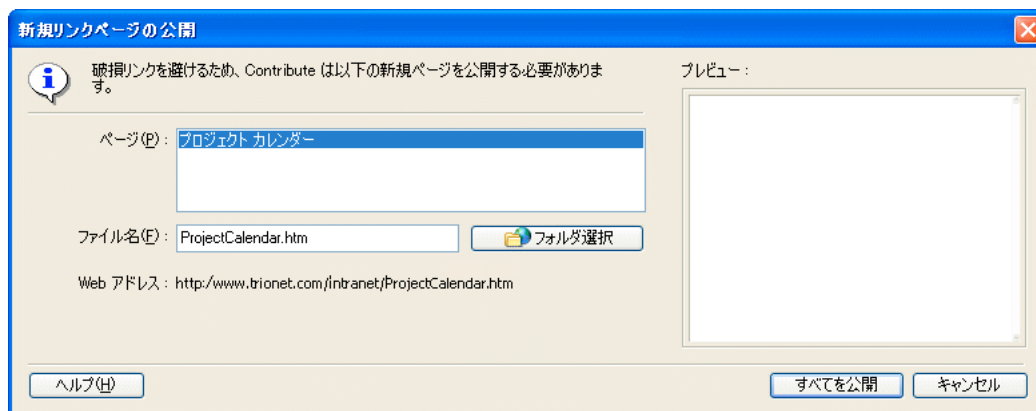 新規リンクページの公開
破損リンクを避けるため、Contribute は以下の新規ページを公開する必要がありま
す。
プレビュー :
ページ(P) :
プロジェクト カレンダー
ファイル名(F) : ProjectCalendar.htm フォルダ選択
Web アドレス : http:/www.trionet.com/intranet/ProjectCalendar.htm
ヘルプ(H) すべてを公開 キャンセル